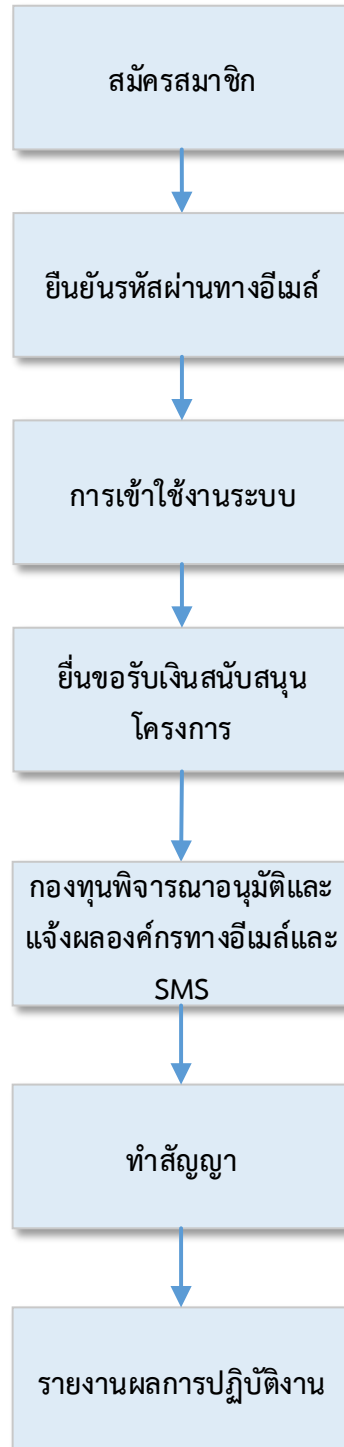 สมัครสมาชิก
ยืนยันรหัสผ่านทางอีเมล์
การเข้าใช้งานระบบ
ยื่นขอรับเงินสนับสนุน
โครงการ
กองทุนพิจารณาอนุมัติและ
แจ้งผลองค์กรทางอีเมล์และ
SMS
ทำสัญญา
รายงานผลการปฏิบัติงาน